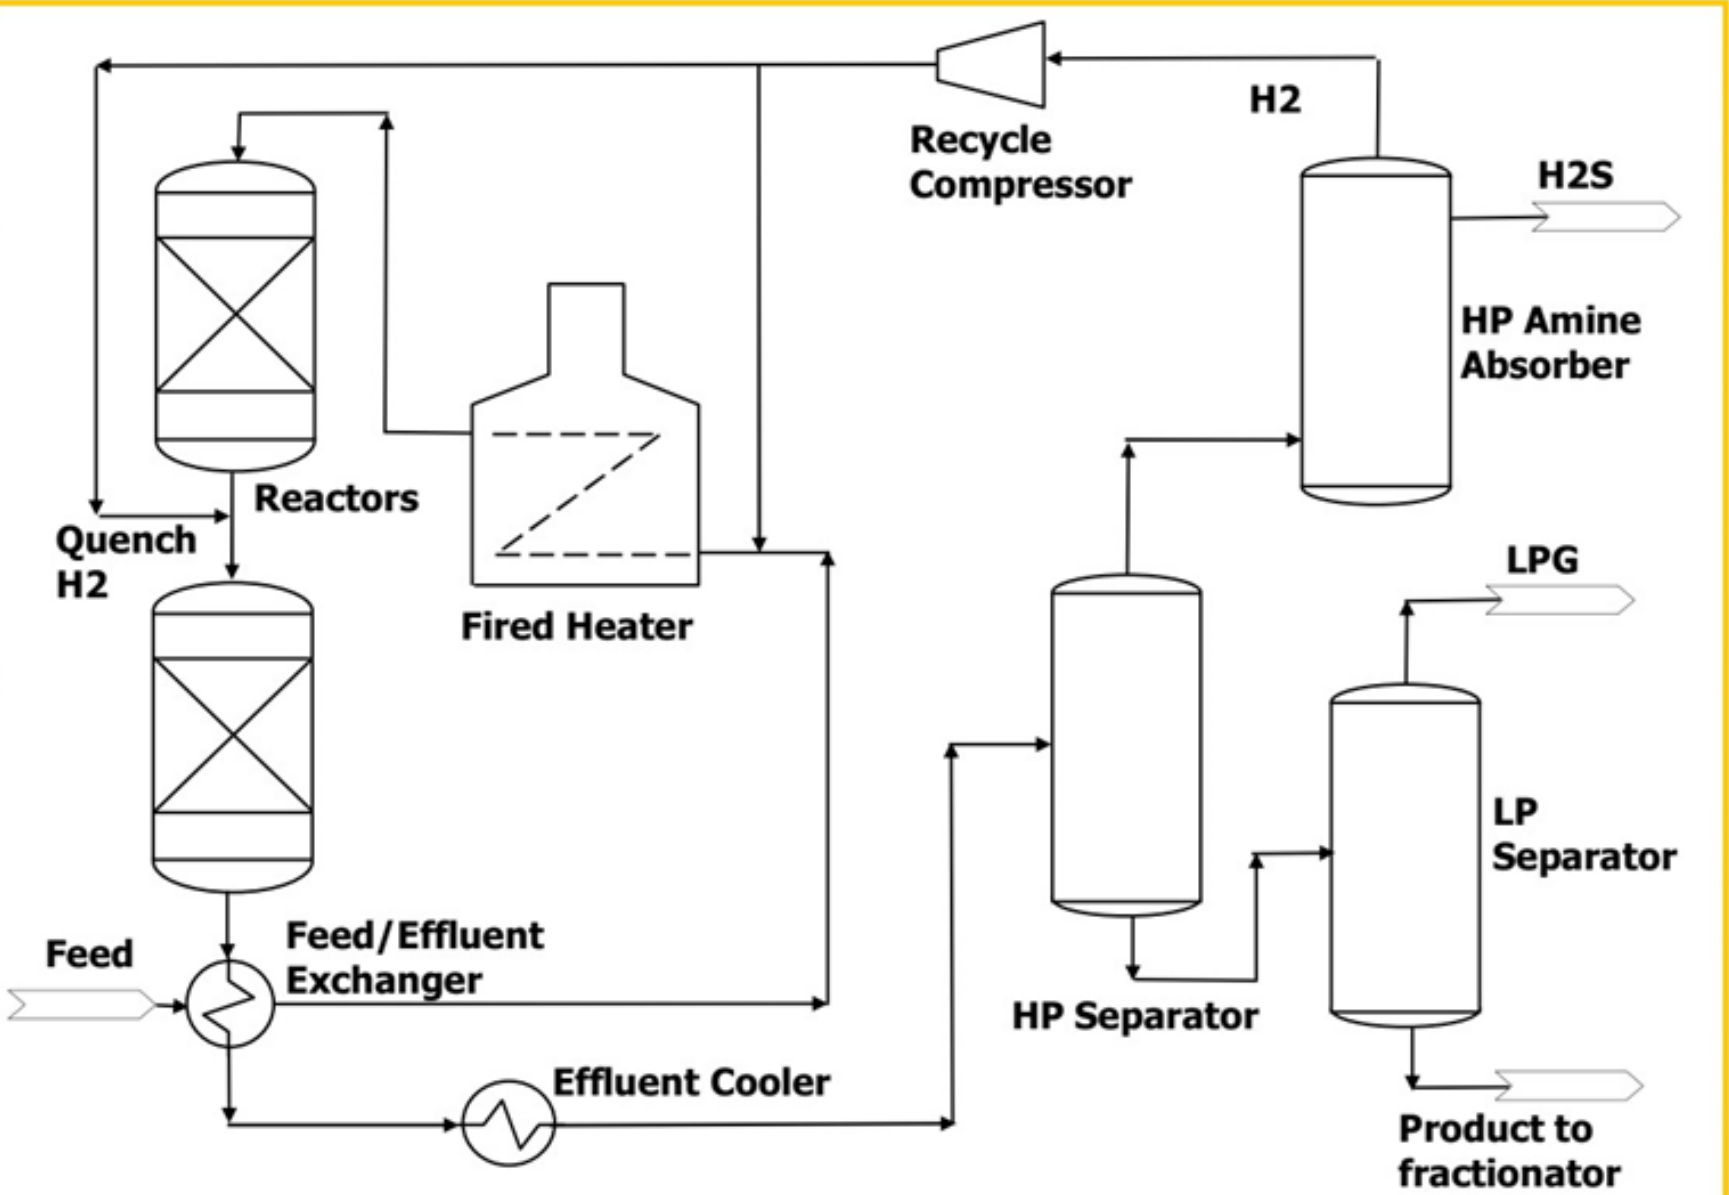 H2
Recycle
Compressor
H2S
HP Amine
Absorber
Reactors
Quench
H2
Fired Heater
LPG
LP
Separator
Feed
Feed/Effluent
Exchanger
HP Separator
Effluent Cooler
Product to
fractionator